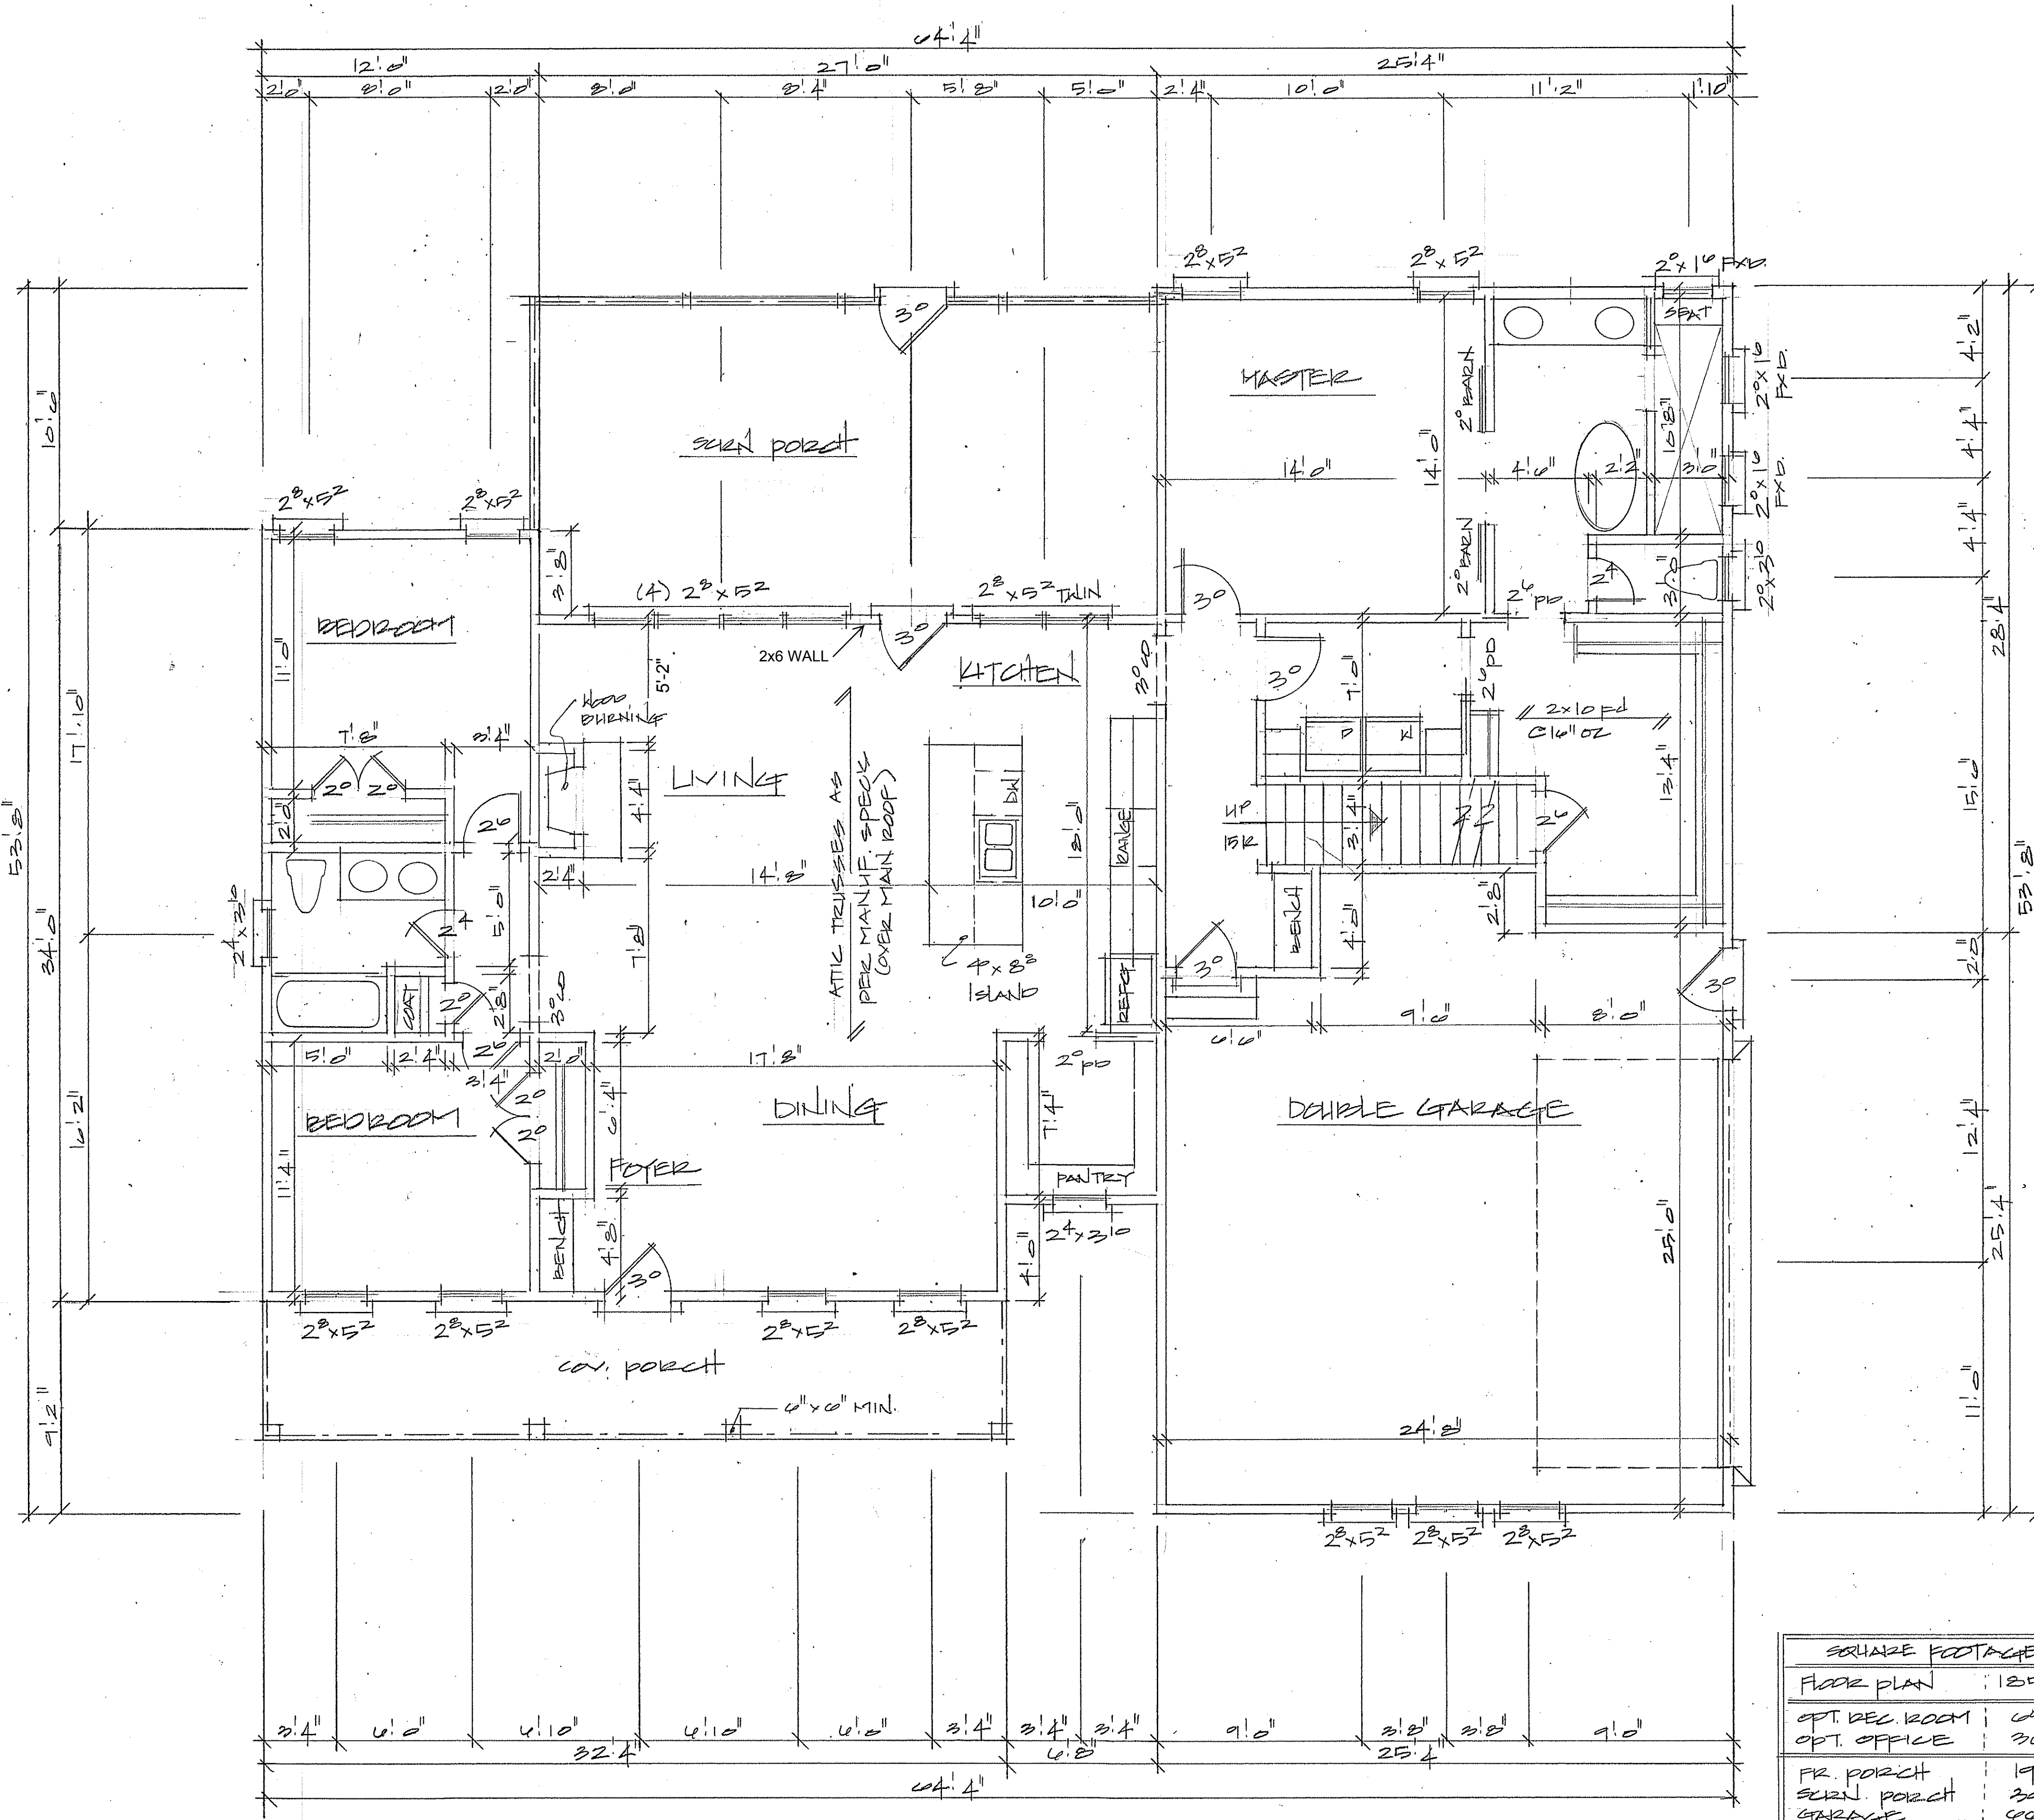 64'4"
12'0" 27'0" 25'4"
2'0" 8'0" 2'0" 8'0" 8'4" 5'8" 5'0" 2'4" 10'0" 11'2" 1'10"
2⁸x5² 2⁸x5² 2⁰x1⁶ FXD.
3⁰ SEAT
4'2"
MASTER 2⁰ BARN 2⁰x1⁶ FXD.
10'6" SCRN PORCH 10'8" 4'4"
14'0" 14'0" 4'6" 2'2" 3'0" 2⁰x1⁶ FXD.
2⁸x5² 2⁸x5²
4'4"
3'8" 2⁰ BARN 2⁴ 3'0" 2⁰x3¹⁰
(4) 2⁸x5² 2⁸x5² TWIN 3⁰ 2⁶ PD
BEDROOM 3⁰ 28'4"
2x6 WALL
11'0" 5'-2" KITCHEN 3⁰ CO 3⁰ 7'0" 2⁶ PD
WOOD
BURNING
2x10 FJ
C 16" OZ
17'10" 7'8" 3'4" D W
LIVING 13'4"
2⁰ 2⁰ 4'4" DW 15'0"
ATTIC TRUSSES AS
PER MANUF. SPECS
(OVER MAIN ROOF)
2'0" 2⁶ RANGE UP
15R 3'4" 2⁶
53'8" 18'0" 53'8"
2'4" 14'8" 10'0"
34'0" 2⁴x3¹⁰ 2⁴ 5'0" 7'8" BENCH 4'0" 2'8"
4⁰x8³
ISLAND
3⁰ 2'0"
COAT 2⁰ 2'8" 3⁰ CO REFG 3⁰
6'6" 9'0" 8'0"
5'0" 2'4" 2⁶ 2'0" 17'8" 2⁰ PD
3'4"
2⁰
BEDROOM 6'4" DINING 7'4" DOUBLE GARAGE 12'4"
2⁰
16'2"
11'4" FOYER PANTRY
BENCH 4'8" 2⁴x3¹⁰ 25'0" 25'4"
3⁰ 4'0"
2⁸x5² 2⁸x5² 2⁸x5² 2⁸x5²
COV. PORCH
9'2" 6"x6" MIN. 24'8" 11'0"
2⁸x5² 2⁸x5² 2⁸x5²
SQUARE FOOTAGE
FLOOR PLAN
OPT. REC. ROOM
OPT. OFFICE
FR. PORCH
SCRN. PORCH
GARAGE
3'4" 6'0" 6'10" 6'10" 6'0" 3'4" 3'4" 3'4" 9'0" 3'8" 3'8" 9'0"
32'4" 6'8" 25'4"
64'4"